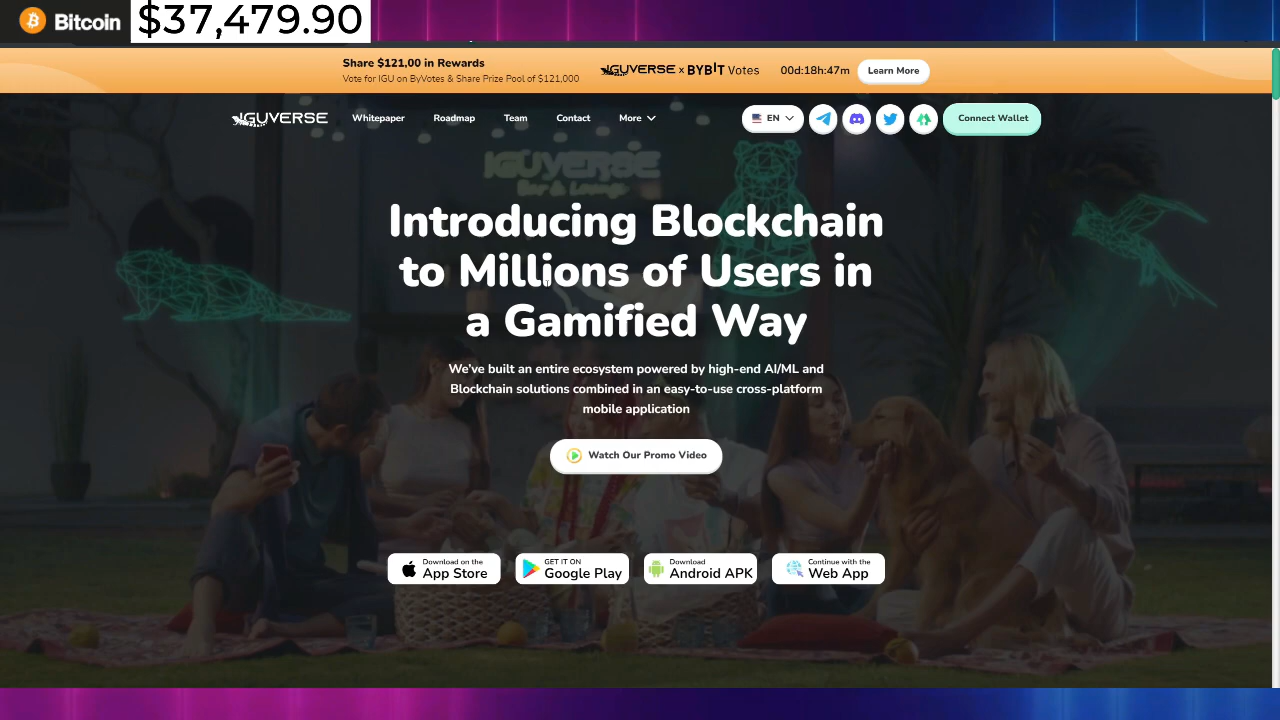 Bitcoin
$37,479.90
Share $121,00 in Rewards
Vote for IGU on ByVotes & Share Prize Pool of $121,000
IGUVERSE x BYBIT Votes
00d:18h:47m
Learn More
IGUVERSE
Whitepaper
Roadmap
Team
Contact
More
EN
Connect Wallet
IGUVERSE
Bar & Lounge
Introducing Blockchain
to Millions of Users in
a Gamified Way
We've built an entire ecosystem powered by high-end AI/ML and
Blockchain solutions combined in an easy-to-use cross-platform
mobile application
Watch Our Promo Video
Download on the
App Store
GET IT ON
Google Play
Download
Android APK
Continue with the
Web App